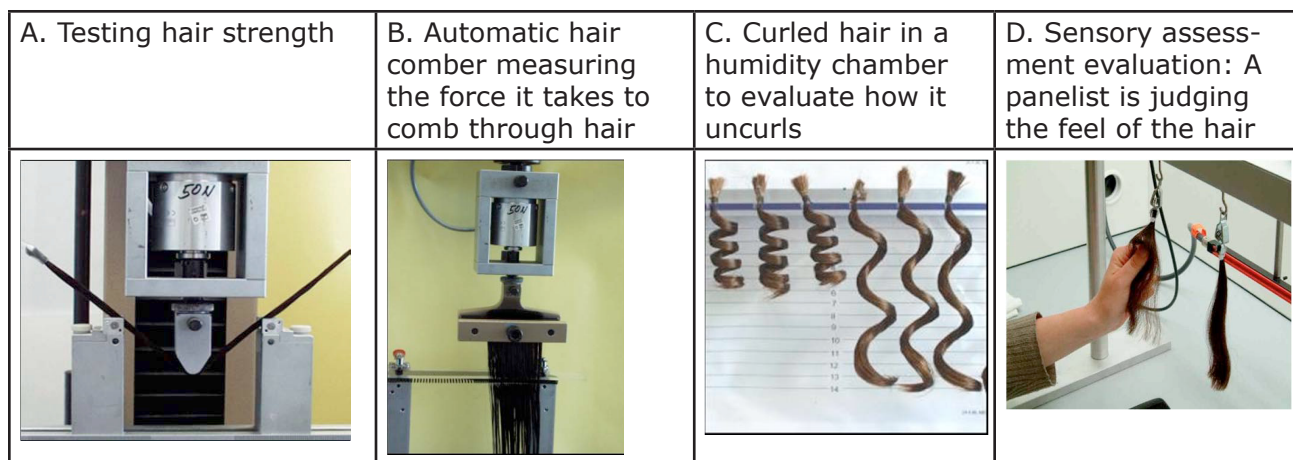 A. Testing hair strength
B. Automatic hair
comber measuring
the force it takes to
comb through hair
C. Curled hair in a
humidity chamber
to evaluate how it
uncurls
D. Sensory assess-
ment evaluation: A
panelist is judging
the feel of the hair
50N
50N
6
7
8
9
10
11
12
13
14